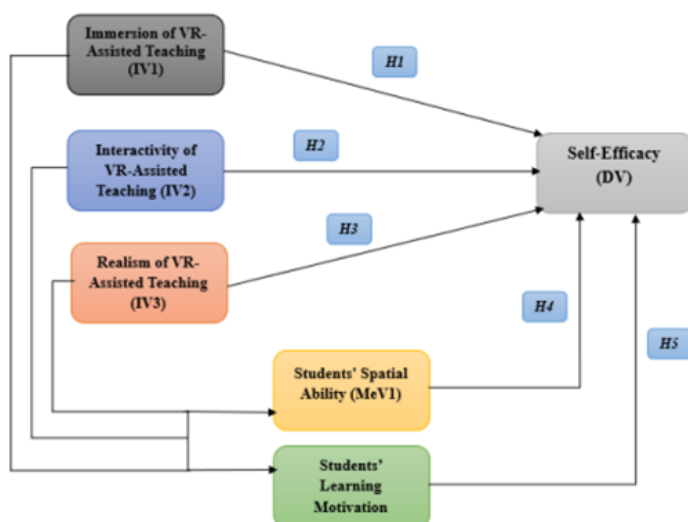 Immersion of VR-
Assisted Teaching
(IV1)
H1
Interactivity of
VR-Assisted
Teaching (IV2)
H2
Self-Efficacy
(DV)
Realism of VR-
Assisted Teaching
(IV3)
H3
H4
H5
Students' Spatial
Ability (MeV1)
Students'
Learning
Motivation